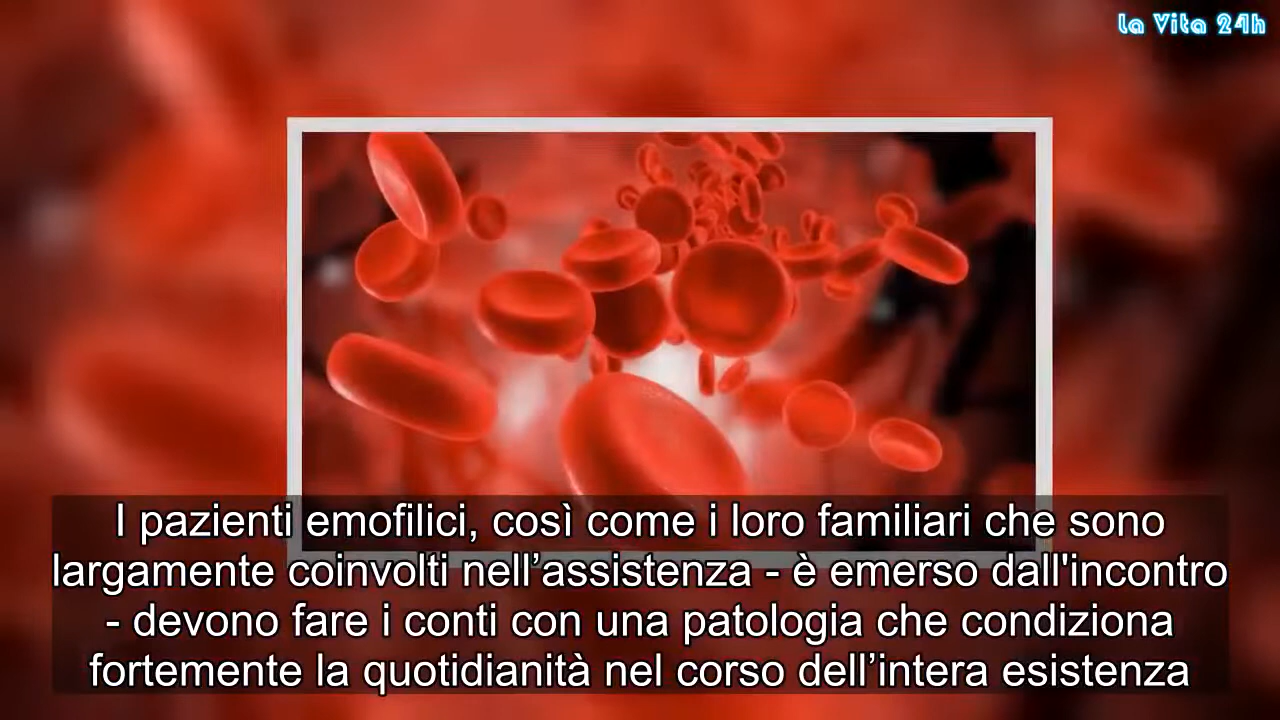 La Vita 24h
I pazienti emofilici, così come i loro familiari che sono
largamente coinvolti nell’assistenza - è emerso dall'incontro
- devono fare i conti con una patologia che condiziona
fortemente la quotidianità nel corso dell’intera esistenza